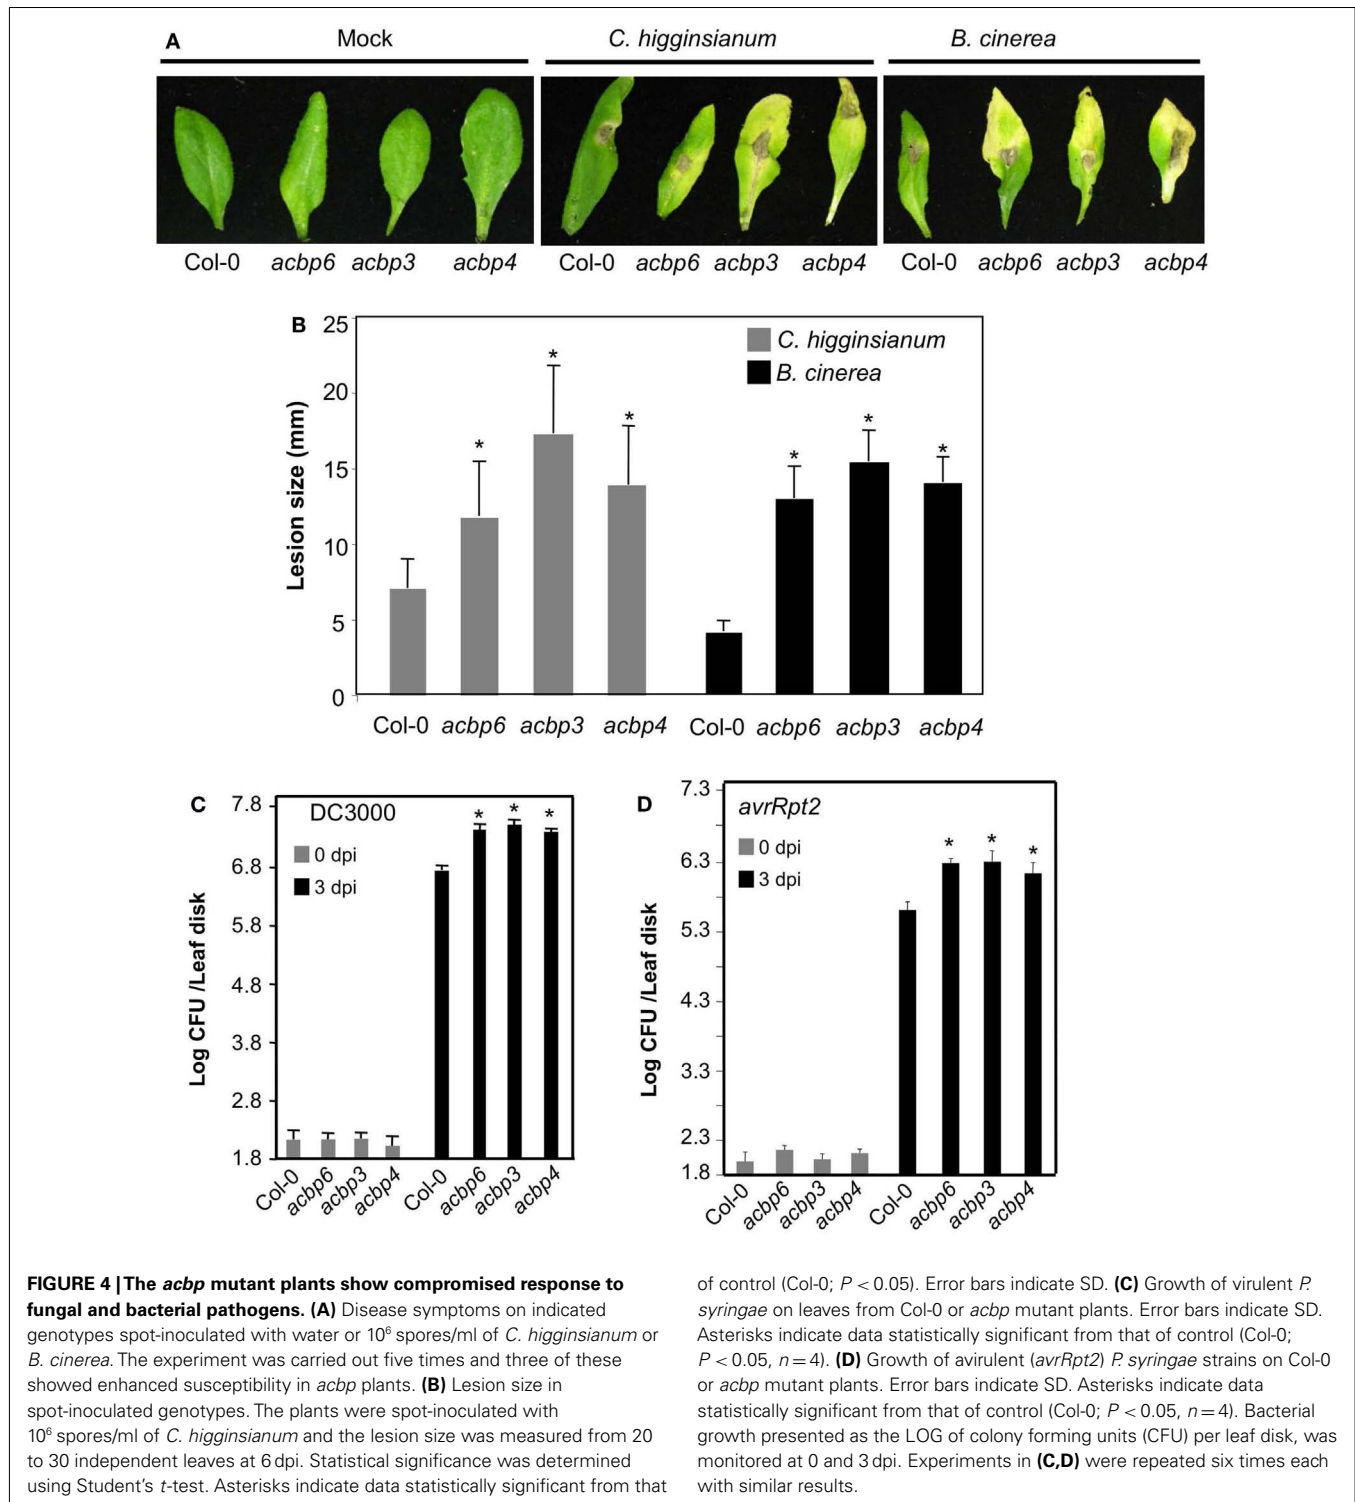 A Mock C. higginsianum B. cinerea
Col-0 acbp6 acbp3 acbp4 Col-0 acbp6 acbp3 acbp4 Col-0 acbp6 acbp3 acbp4
B
25
20
15
10
5
0
Lesion size (mm)
C. higginsianum
B. cinerea
* * * * * *
Col-0 acbp6 acbp3 acbp4 Col-0 acbp6 acbp3 acbp4
C
DC3000
0 dpi
3 dpi
* * *
7.8
6.8
5.8
4.8
3.8
2.8
1.8
Log CFU /Leaf disk
Col-0 acbp6 acbp3 acbp4 Col-0 acbp6 acbp3 acbp4
D
avrRpt2
0 dpi
3 dpi
* * *
7.3
6.3
5.3
4.3
3.3
2.3
1.8
Log CFU /Leaf disk
Col-0 acbp6 acbp3 acbp4 Col-0 acbp6 acbp3 acbp4
FIGURE 4 | The acbp mutant plants show compromised response to
fungal and bacterial pathogens. (A) Disease symptoms on indicated
genotypes spot-inoculated with water or 10⁶ spores/ml of C. higginsianum or
B. cinerea. The experiment was carried out five times and three of these
showed enhanced susceptibility in acbp plants. (B) Lesion size in
spot-inoculated genotypes. The plants were spot-inoculated with
10⁶ spores/ml of C. higginsianum and the lesion size was measured from 20
to 30 independent leaves at 6 dpi. Statistical significance was determined
using Student's t-test. Asterisks indicate data statistically significant from that
of control (Col-0; P < 0.05). Error bars indicate SD. (C) Growth of virulent P.
syringae on leaves from Col-0 or acbp mutant plants. Error bars indicate SD.
Asterisks indicate data statistically significant from that of control (Col-0;
P < 0.05, n = 4). (D) Growth of avirulent (avrRpt2) P. syringae strains on Col-0
or acbp mutant plants. Error bars indicate SD. Asterisks indicate data
statistically significant from that of control (Col-0; P < 0.05, n = 4). Bacterial
growth presented as the LOG of colony forming units (CFU) per leaf disk, was
monitored at 0 and 3 dpi. Experiments in (C,D) were repeated six times each
with similar results.